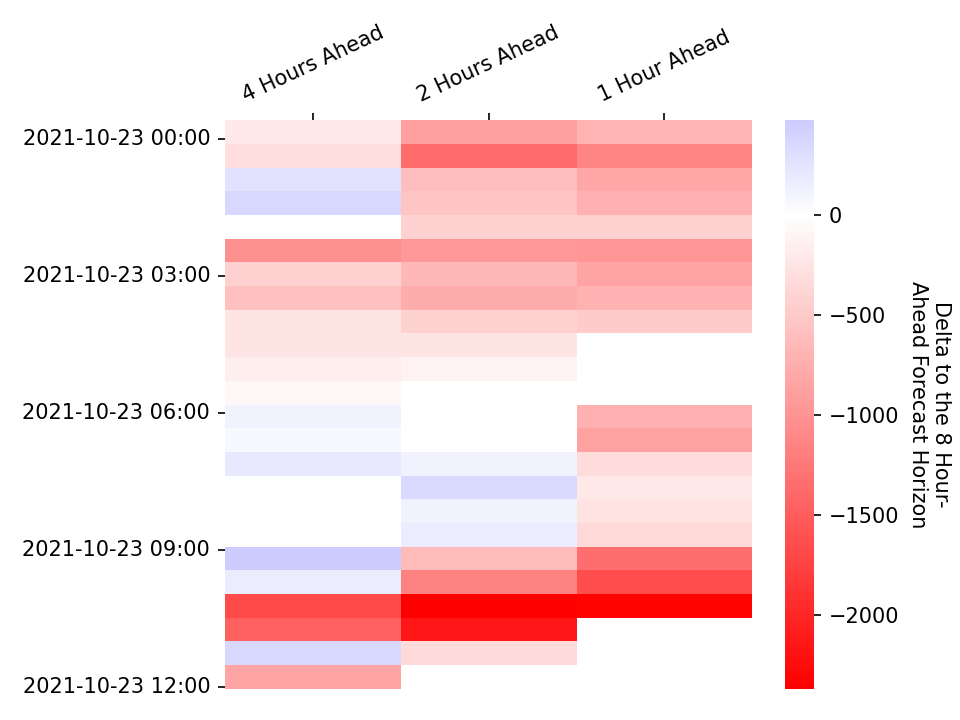 4 Hours Ahead
2 Hours Ahead
1 Hour Ahead
2021-10-23 00:00
2021-10-23 03:00
2021-10-23 06:00
2021-10-23 09:00
2021-10-23 12:00
0
−500
−1000
−1500
−2000
Delta to the 8 Hour-
Ahead Forecast Horizon